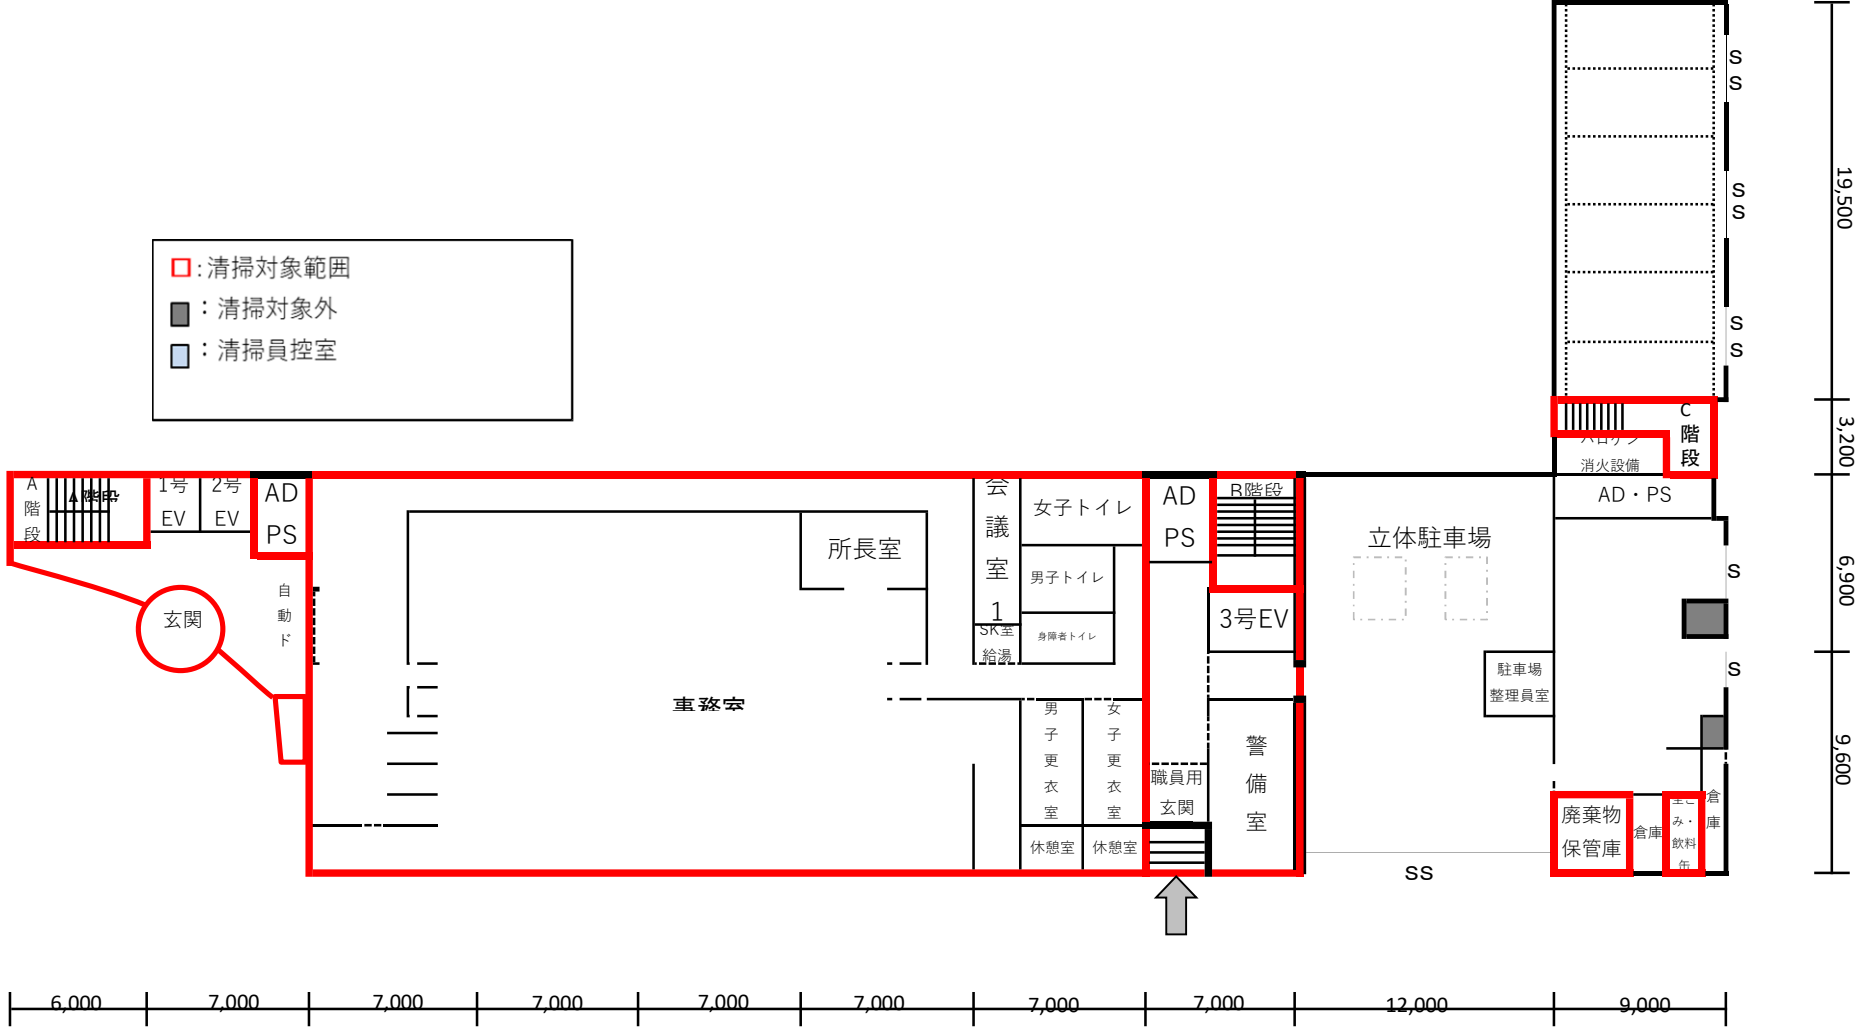 ：清掃対象範囲
：清掃対象外
：清掃員控室
A
階
段
A階段
1号
EV
2号
EV
AD
PS
玄関
自
動
ド
所長室
事務室
会
議
室
1
SK室
給湯
女子トイレ
男子トイレ
身障者トイレ
男
子
更
衣
室
女
子
更
衣
室
休憩室
休憩室
AD
PS
B階段
3号EV
職員用
玄関
警
備
室
立体駐車場
駐車場
整理員室
SS
ハロゲン
消火設備
C
階
段
AD・PS
廃棄物
保管庫
倉庫
み・
飲料
缶
倉
庫
S
S
S
S
S
S
S
S
19,500
3,200
6,900
9,600
6,000
7,000
7,000
7,000
7,000
7,000
7,000
7,000
12,000
9,000